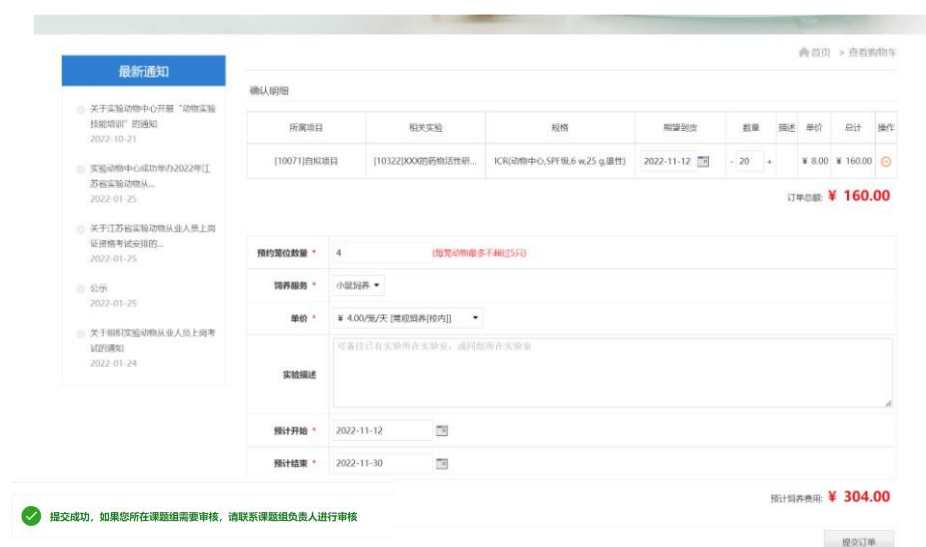 首页 > 查看购物车
最新通知
关于实验动物中心开展“动物实验
技能培训”的通知
2022-10-21
实验动物中心成功举办2022年江
苏省实验动物从...
2022-01-25
关于江苏省实验动物从业人员上岗
证资格考试安排的...
2022-01-25
公示
2022-01-25
关于组织实验动物从业人员上岗考
试的通知
2022-01-24
确认明细
所属项目 相关实验 规格 期望到货 数量 描述 单价 总计 操作
[10071]自拟项目 [10322]XXX的药物活性研... ICR(动物中心,SPF级,6 w,25 g,雄性) 2022-11-12 - 20 + ¥ 8.00 ¥ 160.00
订单总额: ¥ 160.00
预约笼位数量 * 4 (每笼动物最多不超过5只)
饲养服务 * 小鼠饲养
单价 * ¥ 4.00/笼/天 [常规饲养[校内]]
实验描述 可备注已有实验所在实验室，或同组所在实验室
预计开始 * 2022-11-12
预计结束 * 2022-11-30
预计饲养费用: ¥ 304.00
提交成功，如果您所在课题组需要审核，请联系课题组负责人进行审核
提交订单